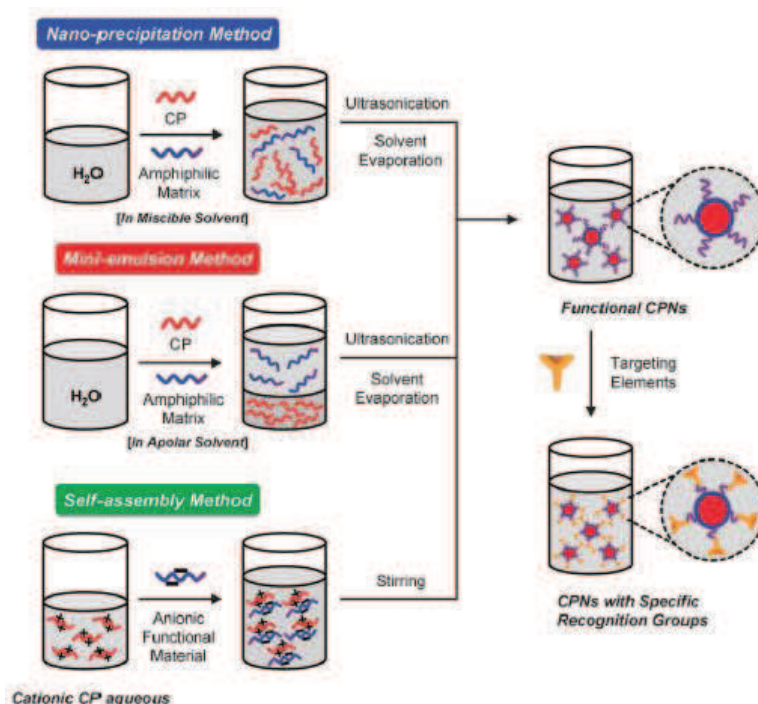 Nano-precipitation Method
CP
H₂O
Amphiphilic
Matrix
[In Miscible Solvent]
Ultrasonication
Solvent
Evaporation
Mini-emulsion Method
CP
H₂O
Amphiphilic
Matrix
[In Apolar Solvent]
Ultrasonication
Solvent
Evaporation
Self-assembly Method
Anionic
Functional
Material
Stirring
Cationic CP aqueous
Functional CPNs
Targeting
Elements
CPNs with Specific
Recognition Groups